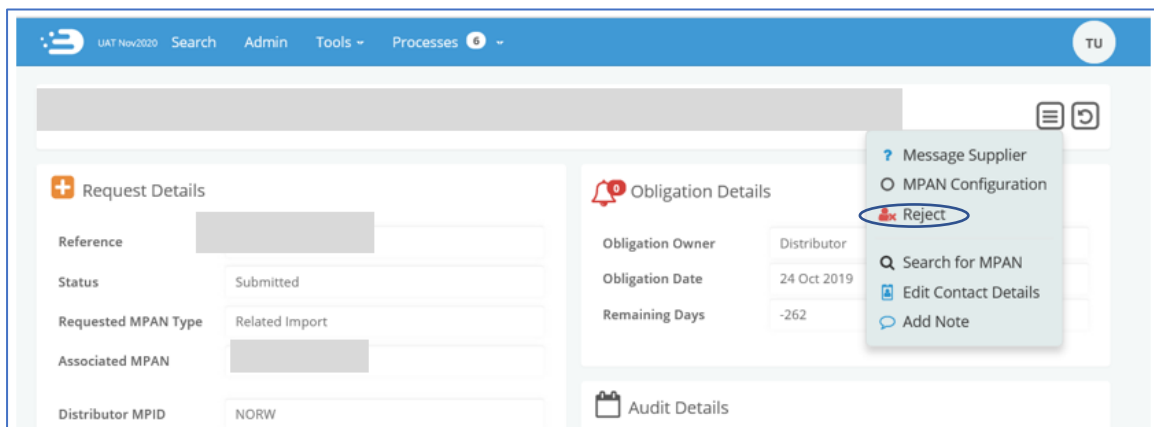 UAT Nov2020 Search Admin Tools Processes 6 TU
Message Supplier
MPAN Configuration
Reject
Search for MPAN
Edit Contact Details
Add Note
Request Details
Reference
Status Submitted
Requested MPAN Type Related Import
Associated MPAN
Distributor MPID NORW
0 Obligation Details
Obligation Owner Distributor
Obligation Date 24 Oct 2019
Remaining Days -262
Audit Details